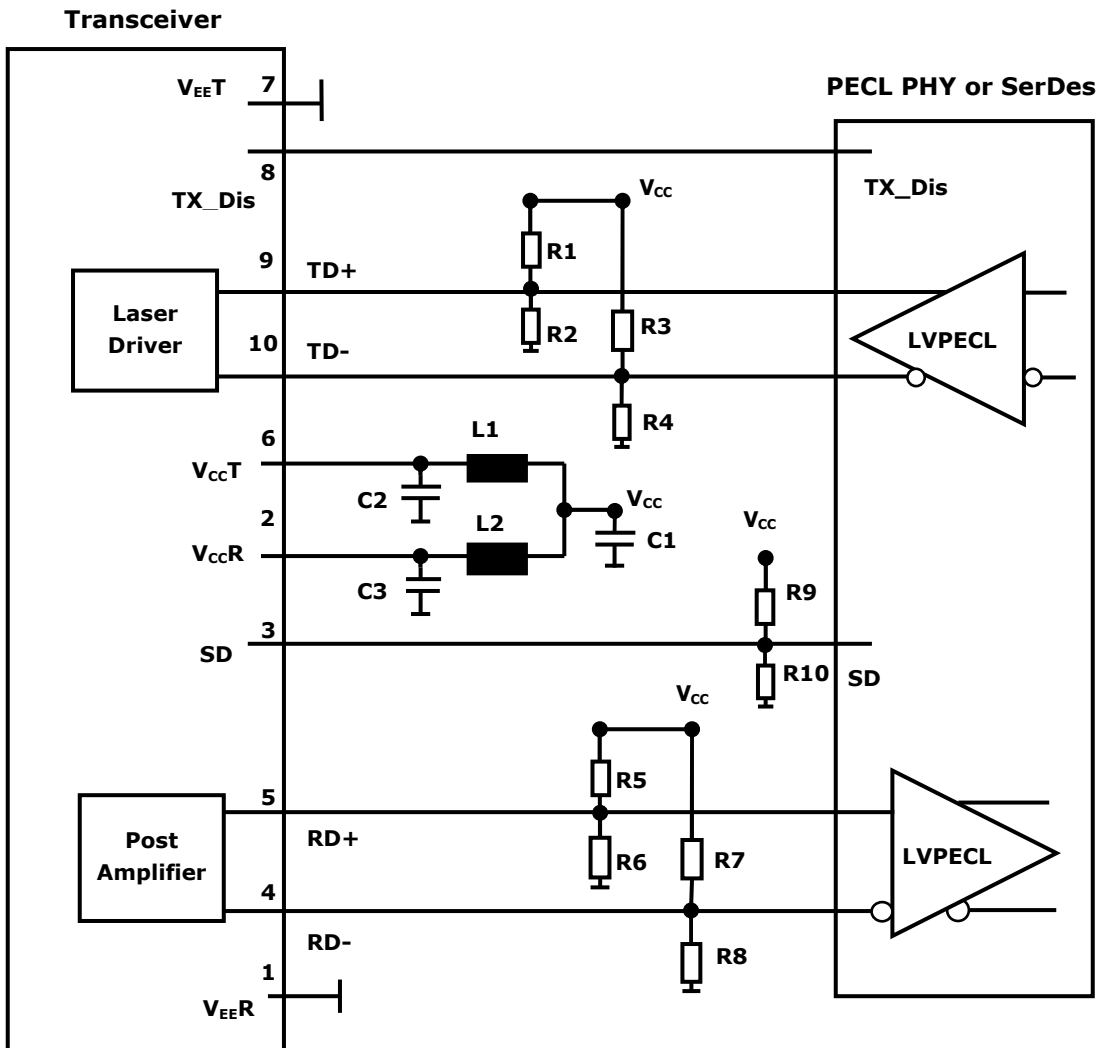 Transceiver
PECL PHY or SerDes
VEET
7
8
TX_Dis
TX_Dis
VCC
R1
9
TD+
Laser
Driver
R2
R3
LVPECL
10
TD-
R4
6
L1
VCCT
C2
VCC
VCC
2
L2
C1
VCCR
C3
R9
3
SD
R10
SD
VCC
R5
5
Post
Amplifier
RD+
R6
R7
LVPECL
4
RD-
R8
1
VEER